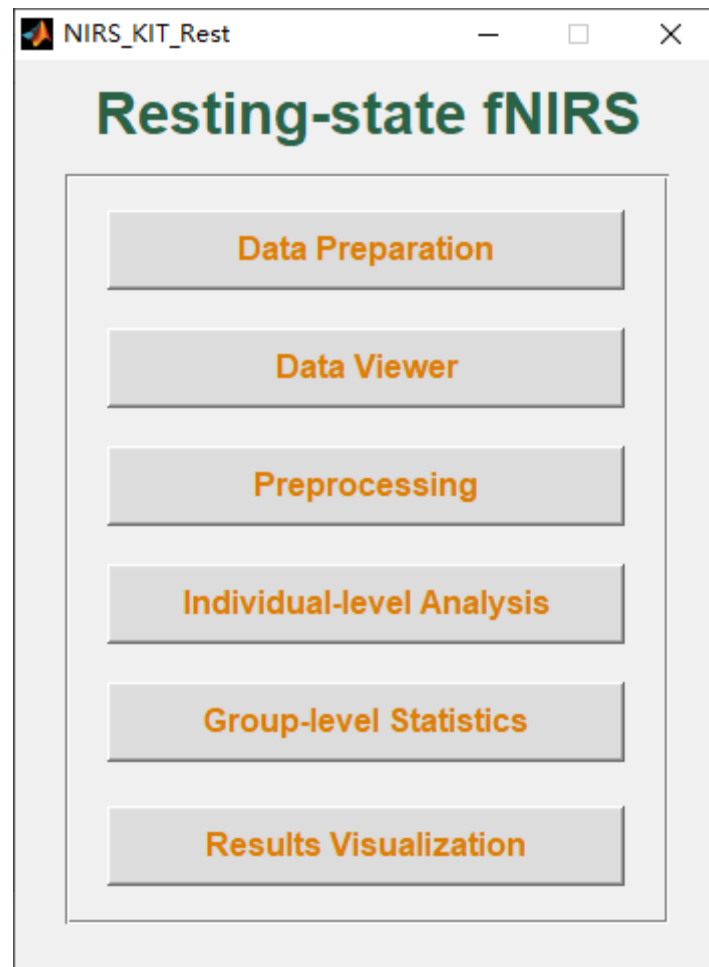 NIRS_KIT_Rest
Resting-state fNIRS
Data Preparation
Data Viewer
Preprocessing
Individual-level Analysis
Group-level Statistics
Results Visualization